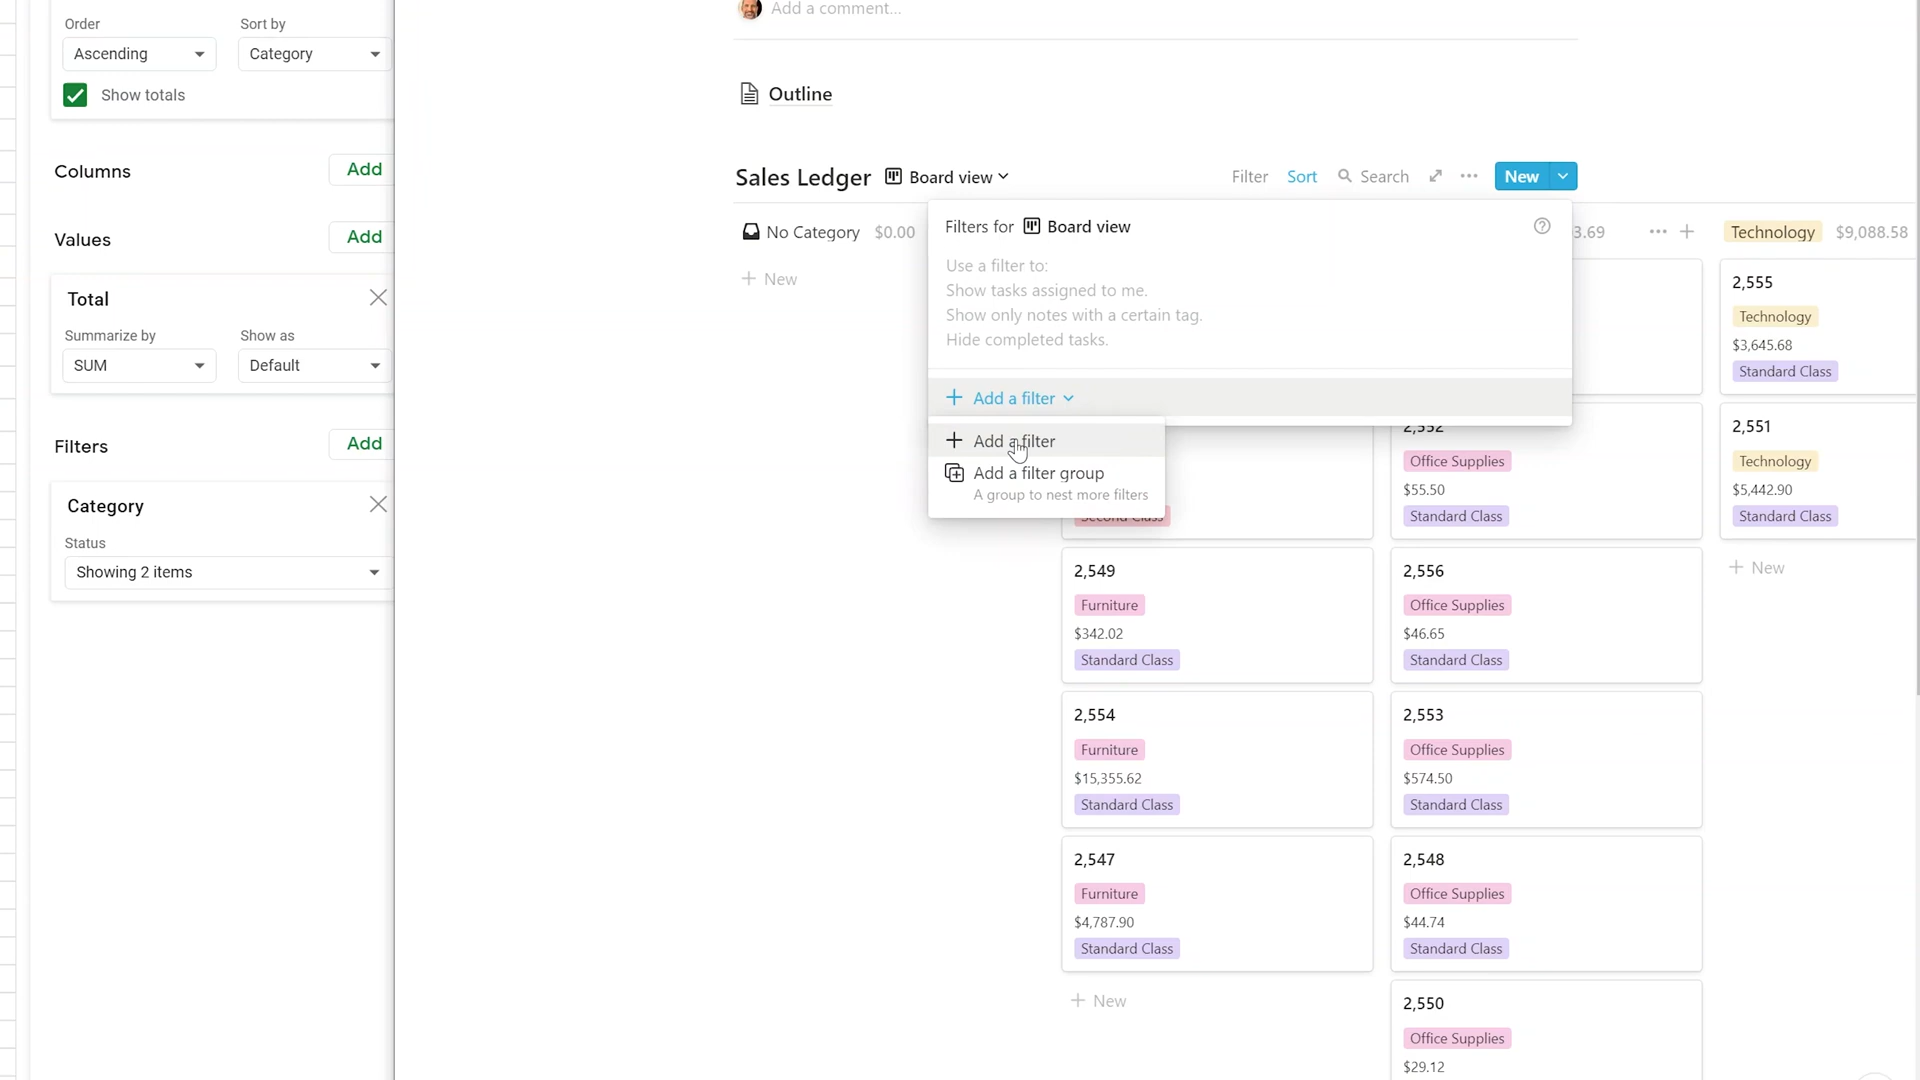 Order
Sort by
Ascending
Category
Show totals
Columns
Add
Values
Add
Total
Summarize by
Show as
SUM
Default
Filters
Add
Category
Status
Showing 2 items
Add a comment...
Outline
Sales Ledger Board view
Filter Sort Search ••• New
No Category $0.00
New
Filters for Board view
Use a filter to:
Show tasks assigned to me.
Show only notes with a certain tag.
Hide completed tasks.
Add a filter
Add a filter
Add a filter group
A group to nest more filters
Second Class
2,549
Furniture
$342.02
Standard Class
2,554
Furniture
$15,355.62
Standard Class
2,547
Furniture
$4,787.90
Standard Class
New
3.69
2,552
Office Supplies
$55.50
Standard Class
2,556
Office Supplies
$46.65
Standard Class
2,553
Office Supplies
$574.50
Standard Class
2,548
Office Supplies
$44.74
Standard Class
2,550
Office Supplies
$29.12
Technology $9,088.58
2,555
Technology
$3,645.68
Standard Class
2,551
Technology
$5,442.90
Standard Class
New